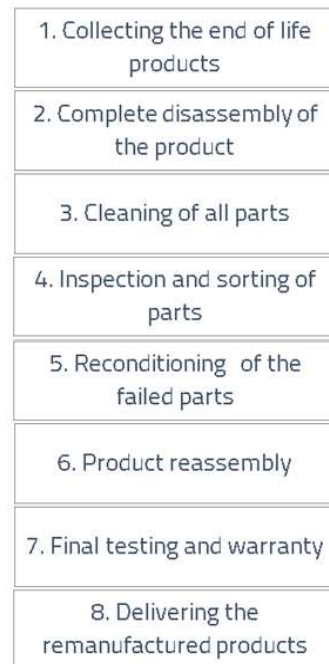 1. Collecting the end of life
products
2. Complete disassembly of
the product
3. Cleaning of all parts
4. Inspection and sorting of
parts
5. Reconditioning of the
failed parts
6. Product reassembly
7. Final testing and warranty
8. Delivering the
remanufactured products